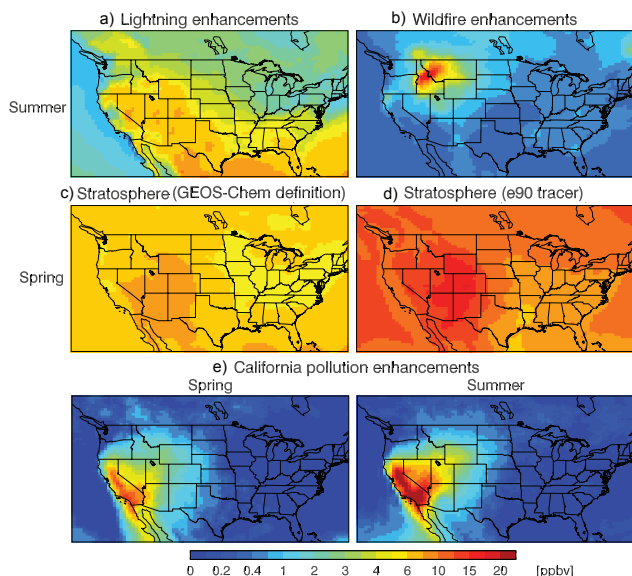 a) Lightning enhancements
b) Wildfire enhancements
Summer
c) Stratosphere (GEOS-Chem definition)
d) Stratosphere (e90 tracer)
Spring
e) California pollution enhancements
Spring
Summer
0 0.2 0.4 1 2 3 4 6 10 15 20 [ppbv]